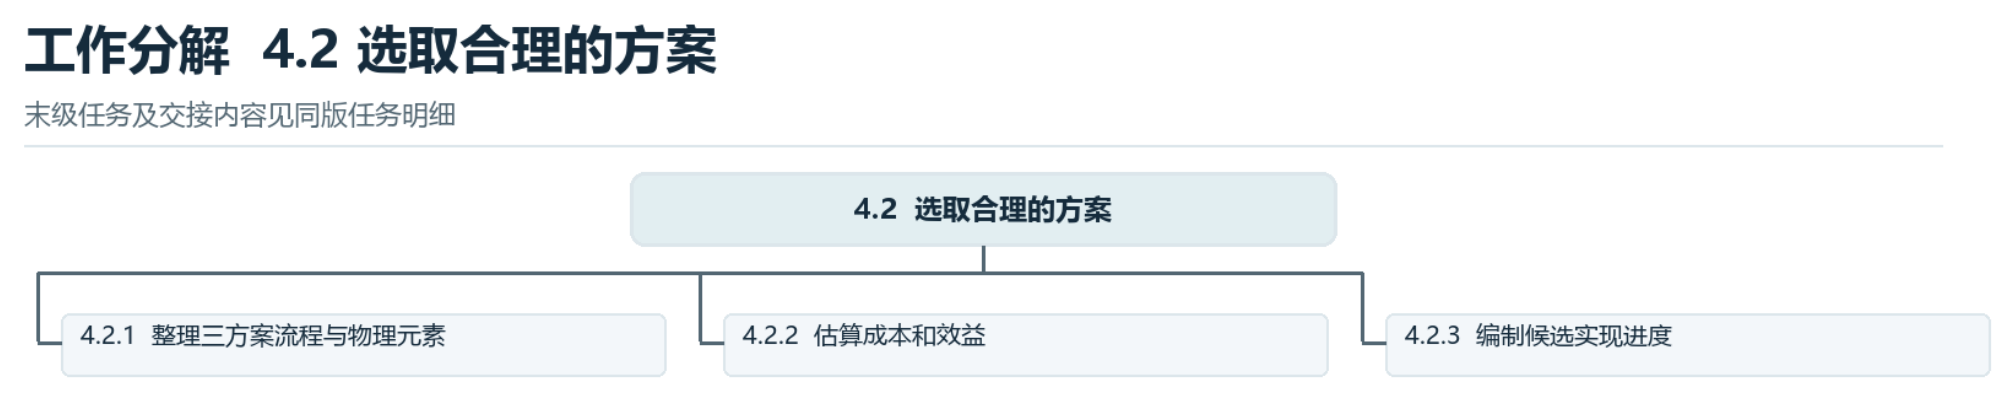 工作分解 4.2 选取合理的方案
末级任务及交接内容见同版任务明细
4.2 选取合理的方案
4.2.1 整理三方案流程与物理元素
4.2.2 估算成本和效益
4.2.3 编制候选实现进度